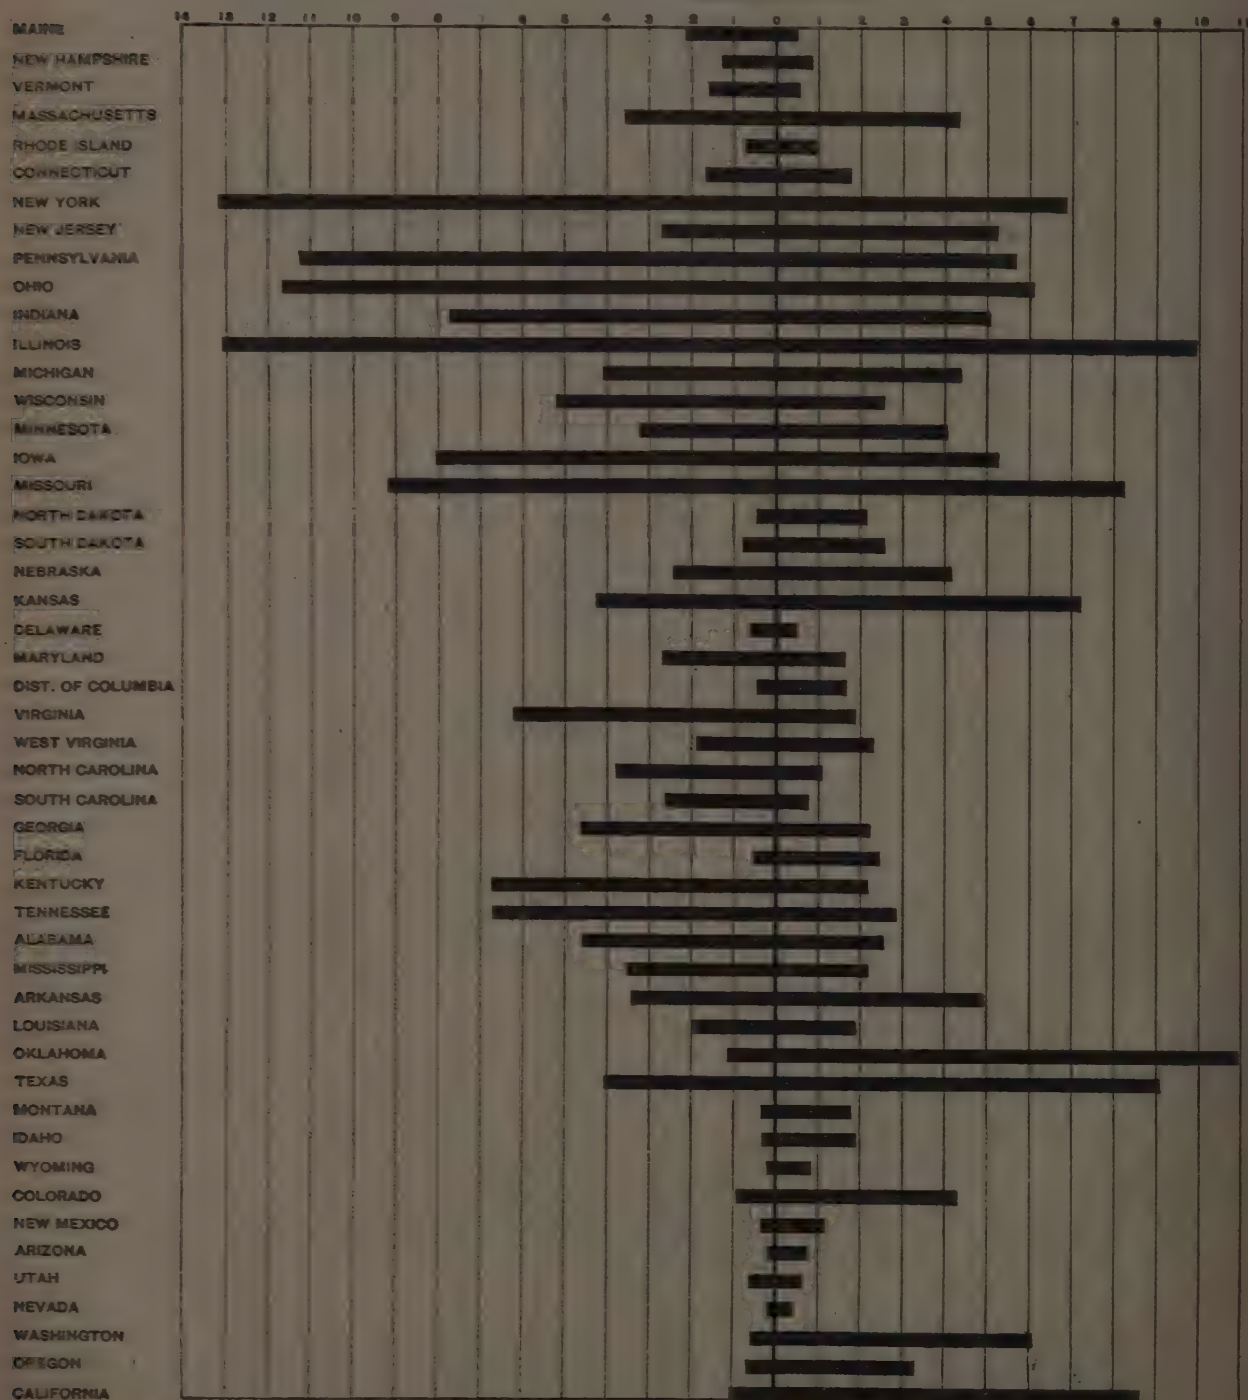 14 13 12 11 10 9 8 7 6 5 4 3 2 1 0 1 2 3 4 5 6 7 8 9 10
MAINE
NEW HAMPSHIRE
VERMONT
MASSACHUSETTS
RHODE ISLAND
CONNECTICUT
NEW YORK
NEW JERSEY
PENNSYLVANIA
OHIO
INDIANA
ILLINOIS
MICHIGAN
WISCONSIN
MINNESOTA
IOWA
MISSOURI
NORTH DAKOTA
SOUTH DAKOTA
NEBRASKA
KANSAS
DELAWARE
MARYLAND
DIST. OF COLUMBIA
VIRGINIA
WEST VIRGINIA
NORTH CAROLINA
SOUTH CAROLINA
GEORGIA
FLORIDA
KENTUCKY
TENNESSEE
ALABAMA
MISSISSIPPI
ARKANSAS
LOUISIANA
OKLAHOMA
TEXAS
MONTANA
IDAHO
WYOMING
COLORADO
NEW MEXICO
ARIZONA
UTAH
NEVADA
WASHINGTON
OREGON
CALIFORNIA